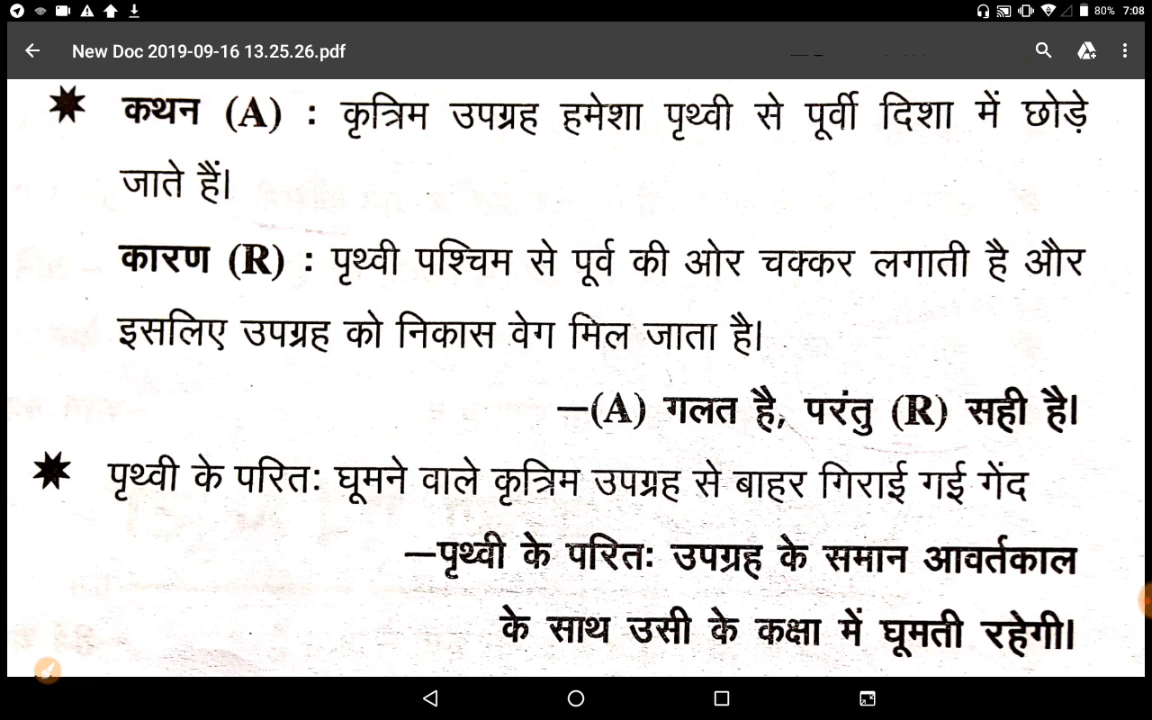 80% 7:08
New Doc 2019-09-16 13.25.26.pdf
कथन (A) : कृत्रिम उपग्रह हमेशा पृथ्वी से पूर्वी दिशा में छोड़े
जाते हैं।
कारण (R) : पृथ्वी पश्चिम से पूर्व की ओर चक्कर लगाती है और
इसलिए उपग्रह को निकास वेग मिल जाता है।
–(A) गलत है, परंतु (R) सही है।
पृथ्वी के परितः घूमने वाले कृत्रिम उपग्रह से बाहर गिराई गई गेंद
–पृथ्वी के परितः उपग्रह के समान आवर्तकाल
के साथ उसी के कक्षा में घूमती रहेगी।